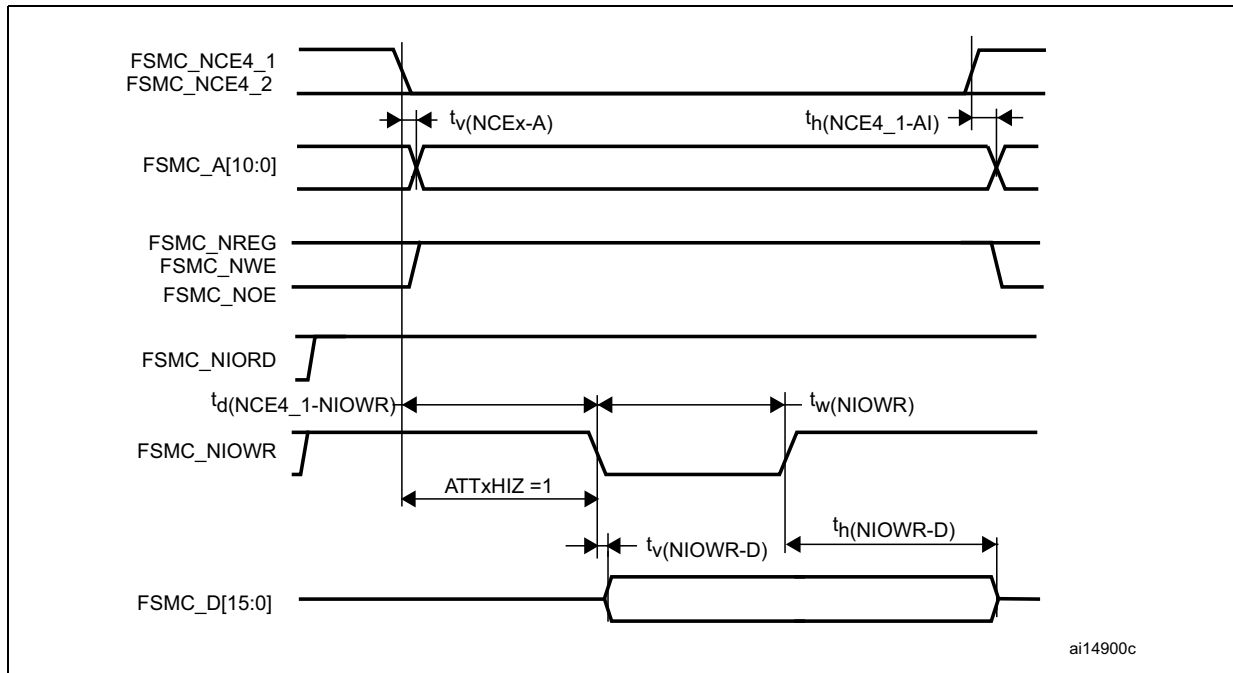 FSMC_NCE4_1
FSMC_NCE4_2
tv(NCEx-A)
th(NCE4_1-AI)
FSMC_A[10:0]
FSMC_NREG
FSMC_NWE
FSMC_NOE
FSMC_NIORD
td(NCE4_1-NIOWR)
tw(NIOWR)
FSMC_NIOWR
ATTxHIZ =1
tv(NIOWR-D)
th(NIOWR-D)
FSMC_D[15:0]
ai14900c